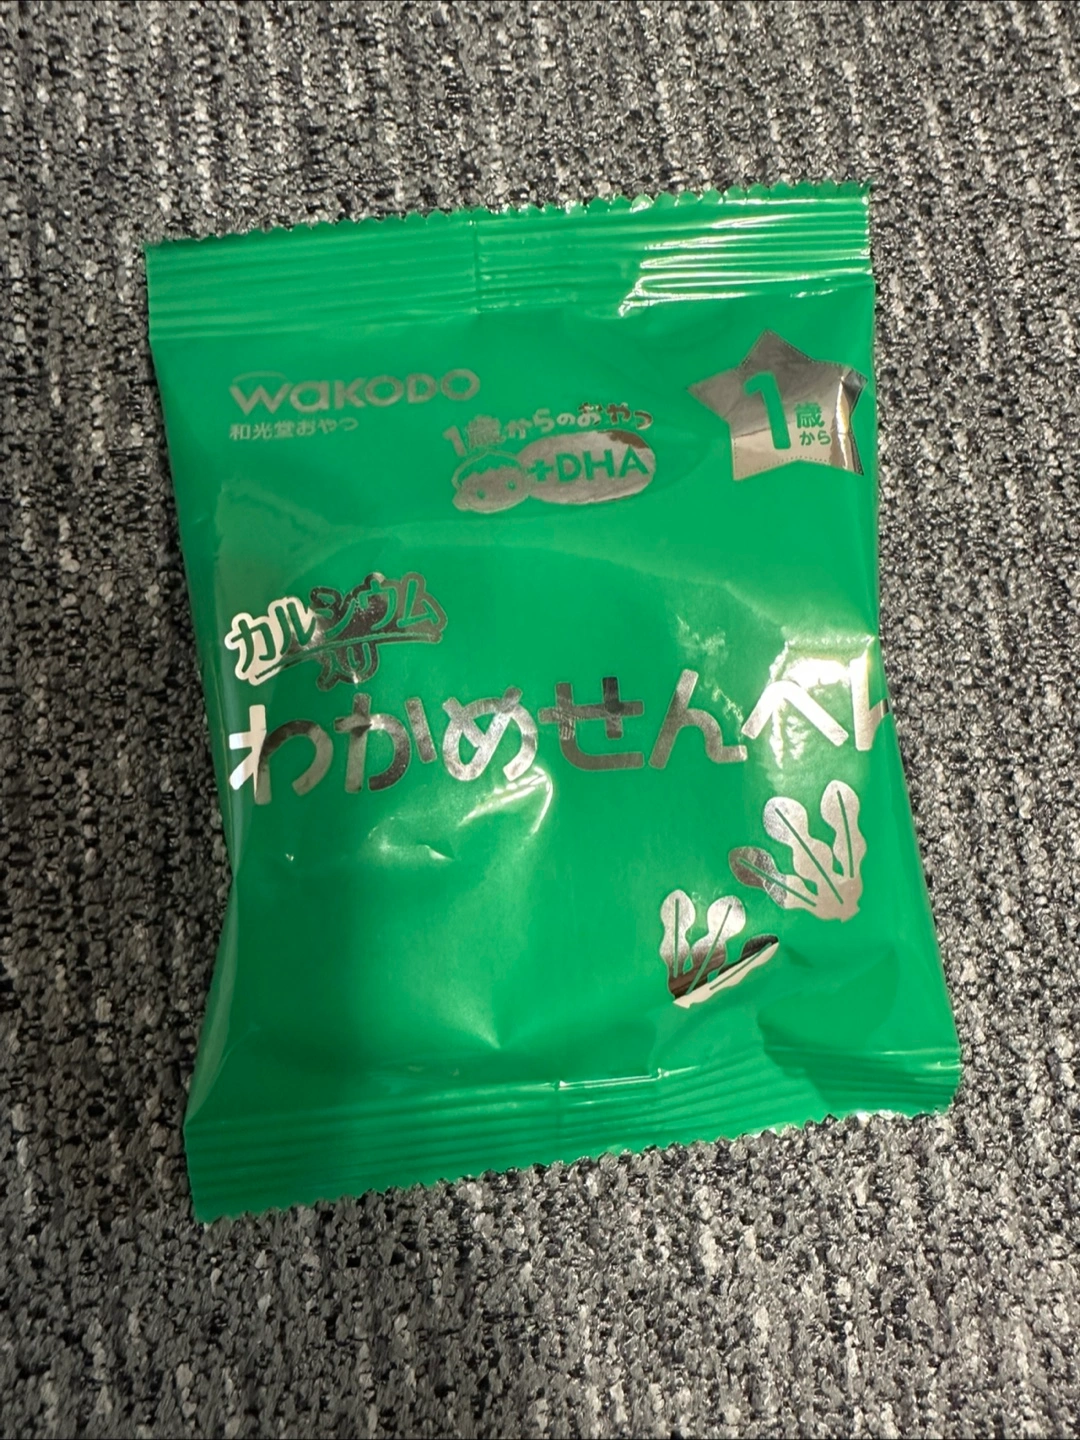 WAKODO
和光堂おやつ
1歳からのおやつ
+DHA
1歳から
カルシウム
入り
わかめせんべい